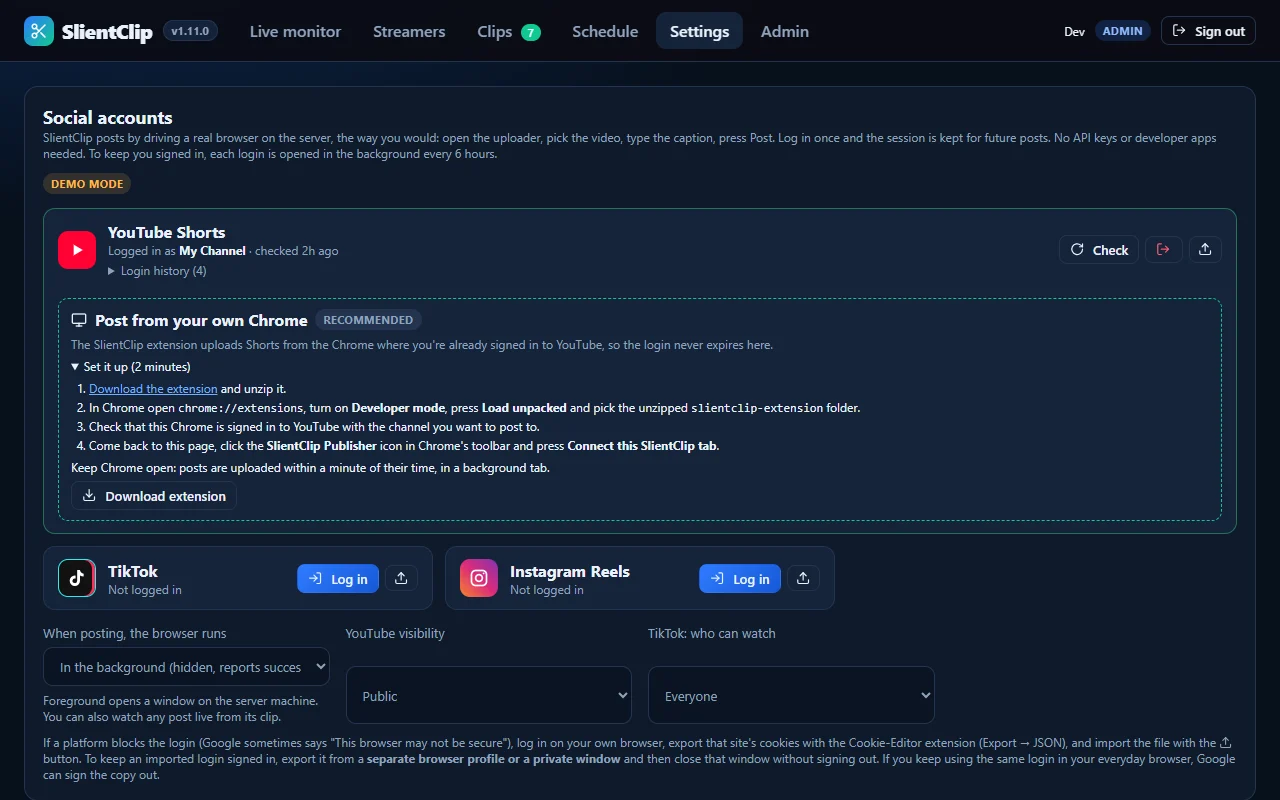 SlientClip v1.11.0 Live monitor Streamers Clips 7 Schedule Settings Admin Dev ADMIN Sign out
Social accounts
SlientClip posts by driving a real browser on the server, the way you would: open the uploader, pick the video, type the caption, press Post. Log in once and the session is kept for future posts. No API keys or developer apps
needed. To keep you signed in, each login is opened in the background every 6 hours.
DEMO MODE
YouTube Shorts
Logged in as My Channel · checked 2h ago
Login history (4)
Check
Post from your own Chrome RECOMMENDED
The SlientClip extension uploads Shorts from the Chrome where you're already signed in to YouTube, so the login never expires here.
Set it up (2 minutes)
1. Download the extension and unzip it.
2. In Chrome open chrome://extensions, turn on Developer mode, press Load unpacked and pick the unzipped slientclip-extension folder.
3. Check that this Chrome is signed in to YouTube with the channel you want to post to.
4. Come back to this page, click the SlientClip Publisher icon in Chrome's toolbar and press Connect this SlientClip tab.
Keep Chrome open: posts are uploaded within a minute of their time, in a background tab.
Download extension
TikTok
Not logged in
Log in
Instagram Reels
Not logged in
Log in
When posting, the browser runs
In the background (hidden, reports succes
Foreground opens a window on the server machine.
You can also watch any post live from its clip.
YouTube visibility
Public
TikTok: who can watch
Everyone
If a platform blocks the login (Google sometimes says "This browser may not be secure"), log in on your own browser, export that site's cookies with the Cookie-Editor extension (Export → JSON), and import the file with the
button. To keep an imported login signed in, export it from a separate browser profile or a private window and then close that window without signing out. If you keep using the same login in your everyday browser, Google
can sign the copy out.